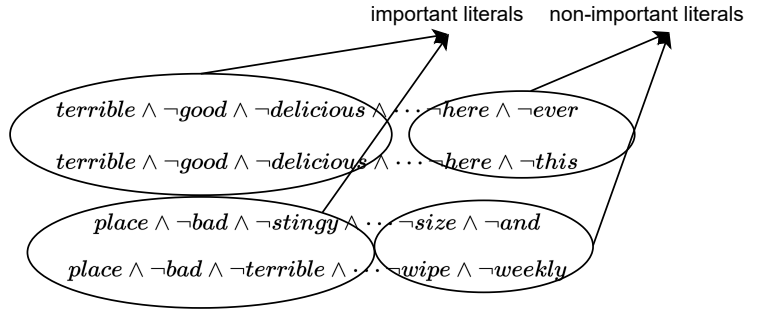 important literals non-important literals
terrible ∧ ¬good ∧ ¬delicious ∧ ⋯ ¬here ∧ ¬ever
terrible ∧ ¬good ∧ ¬delicious ∧ ⋯ ¬here ∧ ¬this
place ∧ ¬bad ∧ ¬stingy ∧ ⋯ ¬size ∧ ¬and
place ∧ ¬bad ∧ ¬terrible ∧ ⋯ ¬wipe ∧ ¬weekly